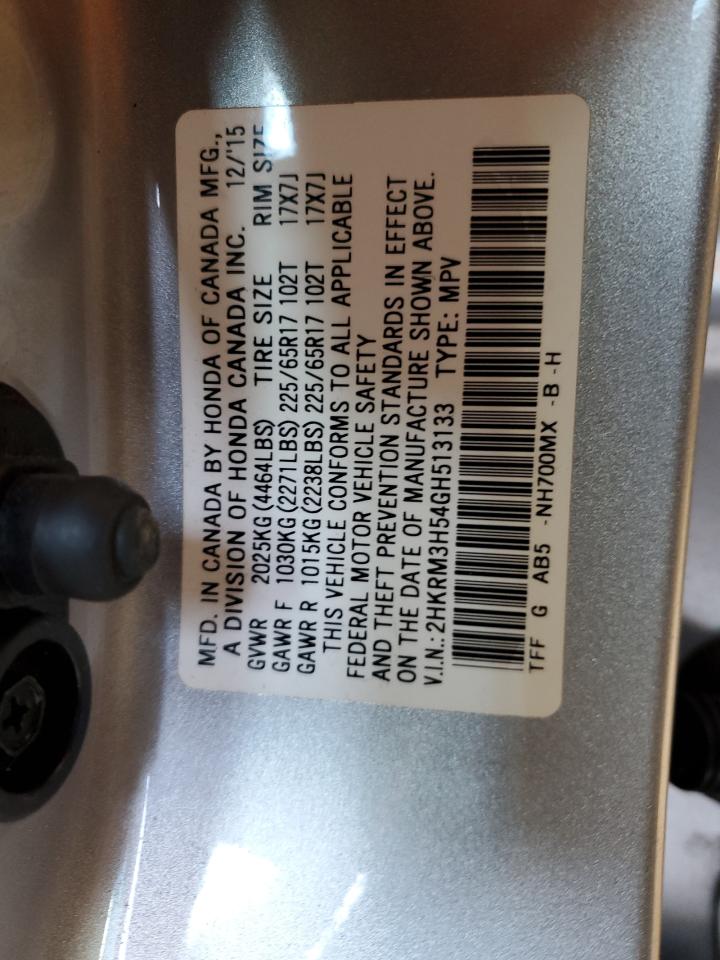 MFD. IN CANADA BY HONDA OF CANADA MFG.,
A DIVISION OF HONDA CANADA INC. 12/'15
GVWR 2025KG(4464LBS) TIRE SIZE RIM SIZE
GAWR F 1030KG(2271LBS) 225/65R17 102T 17X7J
GAWR R 1015KG(2238LBS) 225/65R17 102T 17X7J
THIS VEHICLE CONFORMS TO ALL APPLICABLE
FEDERAL MOTOR VEHICLE SAFETY
AND THEFT PREVENTION STANDARDS IN EFFECT
ON THE DATE OF MANUFACTURE SHOWN ABOVE.
V.I.N.: 2HKRM3H54GH513133 TYPE: MPV
TFF G AB5 -NH700MX -B -H